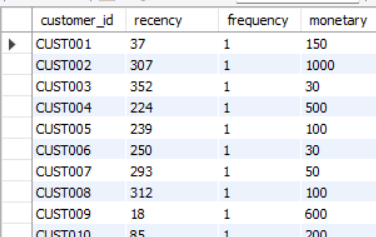 customer_id recency frequency monetary
CUST001 37 1 150
CUST002 307 1 1000
CUST003 352 1 30
CUST004 224 1 500
CUST005 239 1 100
CUST006 250 1 30
CUST007 293 1 50
CUST008 312 1 100
CUST009 18 1 600
CUST010 85 1 200